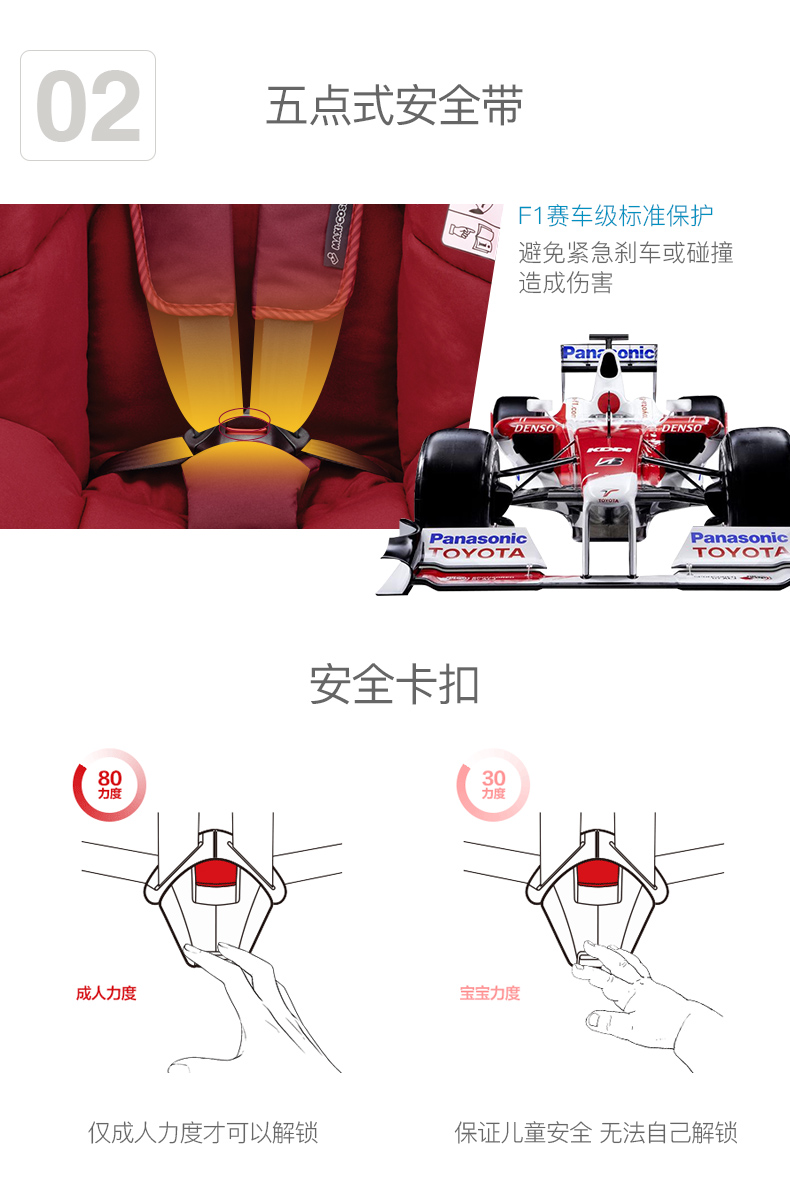 02
五点式安全带
MAXI-COSI
F1赛车级标准保护
避免紧急刹车或碰撞
造成伤害
Panasonic
DENSO
DENSO
KDDI
TOYOTA
Panasonic
TOYOTA
Panasonic
TOYOTA
安全卡扣
80
力度
30
力度
成人力度
宝宝力度
仅成人力度才可以解锁
保证儿童安全 无法自己解锁